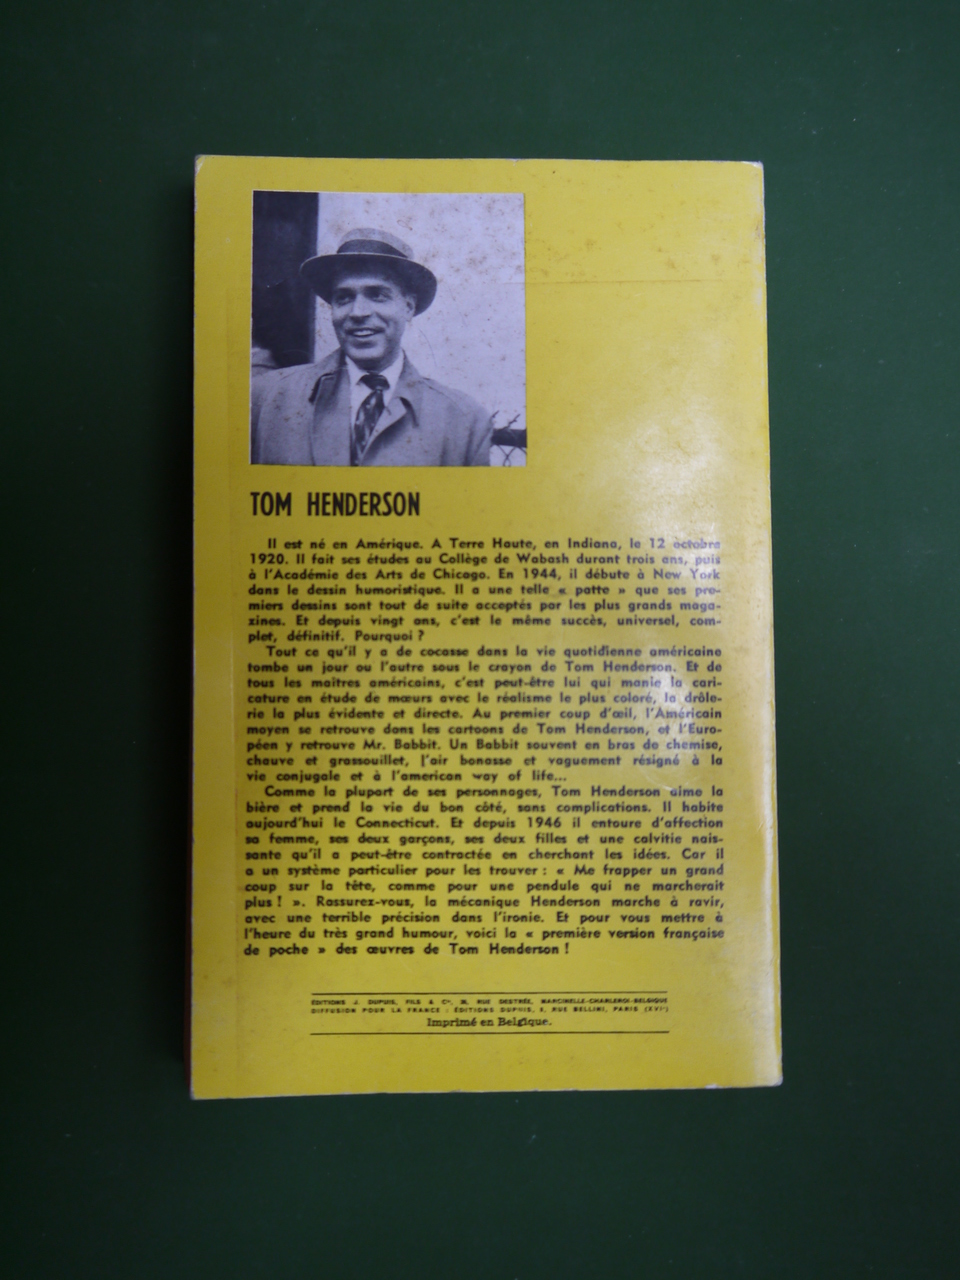 TOM HENDERSON
Il est né en Amérique. A Terre Haute, en Indiana, le 12 octobre
1920. Il fait ses études au Collège de Wabash durant trois ans, puis
à l'Académie des Arts de Chicago. En 1944, il débute à New York
dans le dessin humoristique. Il a une telle « patte » que ses pre-
miers dessins sont tout de suite acceptés par les plus grands maga-
zines. Et depuis vingt ans, c'est le même succès, universel, com-
plet, définitif. Pourquoi ?
Tout ce qu'il y a de cocasse dans la vie quotidienne américaine
tombe un jour ou l'autre sous le crayon de Tom Henderson. Et de
tous les maîtres américains, c'est peut-être lui qui manie la cari-
cature en étude de mœurs avec le réalisme le plus coloré, la drôle-
rie la plus évidente et directe. Au premier coup d'œil, l'Américain
moyen se retrouve dans les cartoons de Tom Henderson, et l'Euro-
péen y retrouve Mr. Babbit. Un Babbit souvent en bras de chemise,
chauve et grassouillet, l'air bonasse et vaguement résigné à la
vie conjugale et à l'american way of life...
Comme la plupart de ses personnages, Tom Henderson aime la
bière et prend la vie du bon côté, sans complications. Il habite
aujourd'hui le Connecticut. Et depuis 1946 il entoure d'affection
sa femme, ses deux garçons, ses deux filles et une calvitie nais-
sante qu'il a peut-être contractée en cherchant les idées. Car il
a un système particulier pour les trouver : « Me frapper un grand
coup sur la tête, comme pour une pendule qui ne marcherait
plus ! ». Rassurez-vous, la mécanique Henderson marche à ravir,
avec une terrible précision dans l'ironie. Et pour vous mettre à
l'heure du très grand humour, voici la « première version française
de poche » des œuvres de Tom Henderson !
ÉDITIONS J. DUPUIS, FILS & Cie, RUE DESTRÉE, MARCINELLE-CHARLEROI-BELGIQUE
DIFFUSION POUR LA FRANCE : ÉDITIONS DUPUIS, RUE BELLINI, PARIS (XVIe)
Imprimé en Belgique.